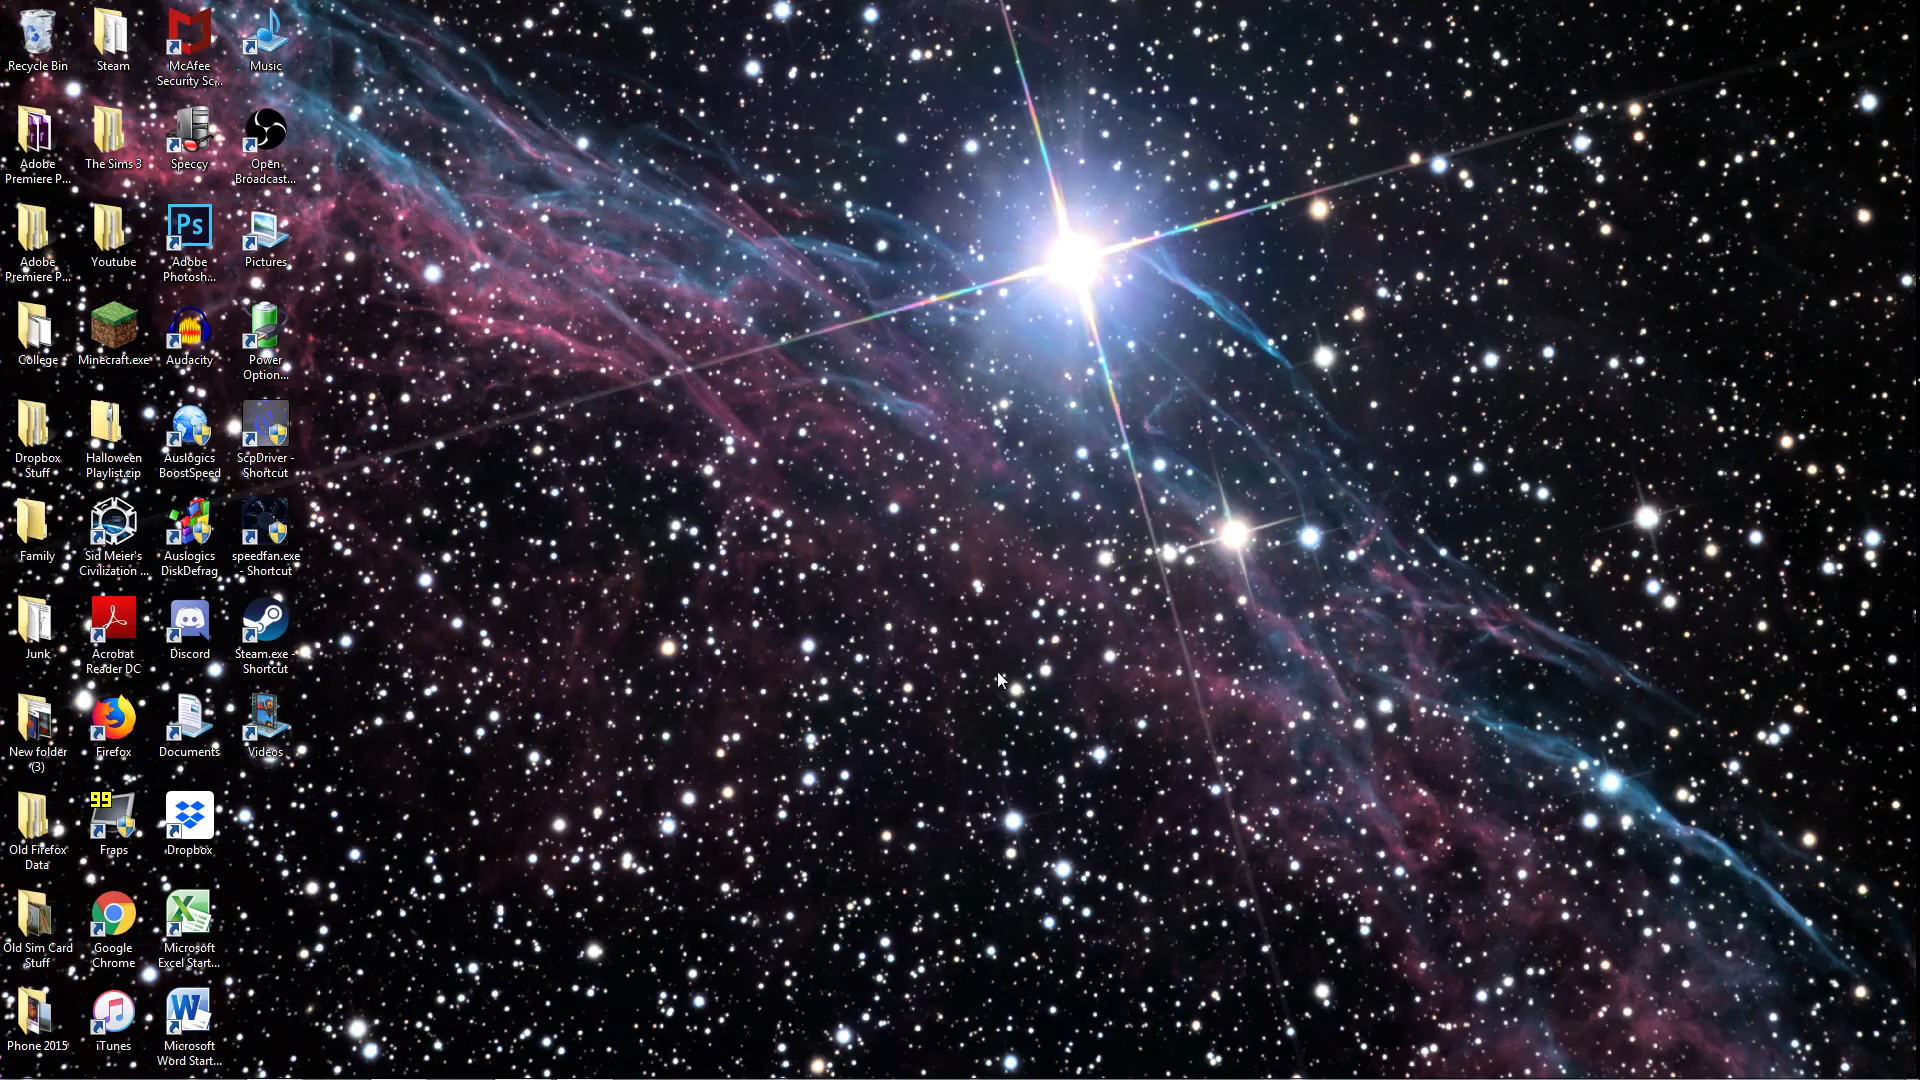 Recycle Bin
Steam
McAfee
Security Sc...
Music
Adobe
Premiere P...
The Sims 3
Speccy
Open
Broadcast...
Adobe
Premiere P...
Youtube
Ps
Adobe
Photosh...
Pictures
College
Minecraft.exe
Audacity
Power
Option...
Dropbox
Stuff
Halloween
Playlist.zip
Auslogics
BoostSpeed
ScpDriver -
Shortcut
Family
Sid Meier's
Civilization ...
Auslogics
DiskDefrag
speedfan.exe
- Shortcut
Junk
Acrobat
Reader DC
Discord
Steam.exe -
Shortcut
New folder
(3)
Firefox
Documents
Videos
Old Firefox
Data
99
Fraps
Dropbox
Old Sim Card
Stuff
Google
Chrome
Microsoft
Excel Start...
Phone 2015
iTunes
W
Microsoft
Word Start...